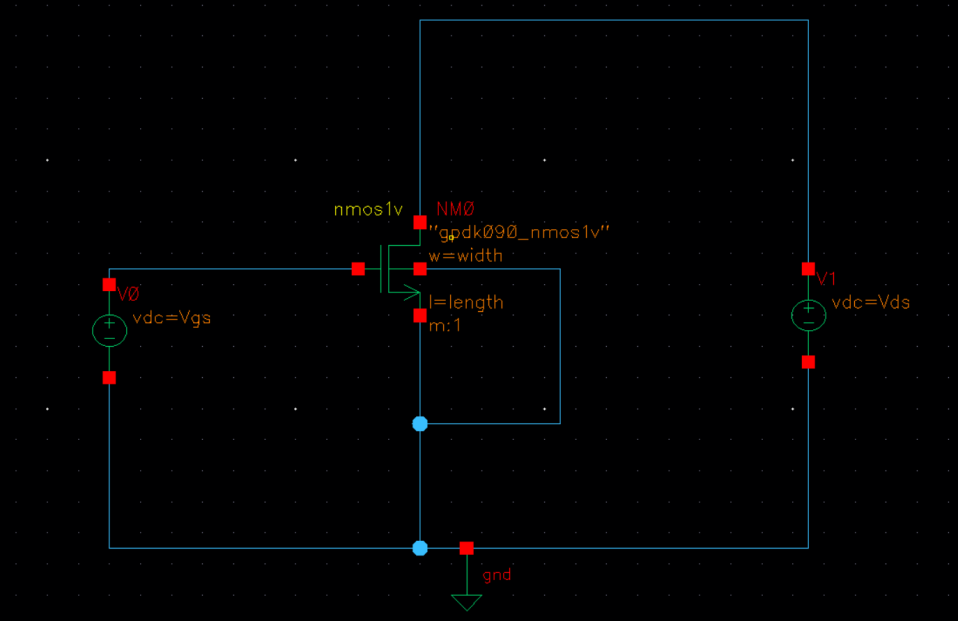 nmos1v NM0
"gpdk090_nmos1v"
w=width
V0
vdc=Vgs
l=length
m:1
V1
vdc=Vds
gnd